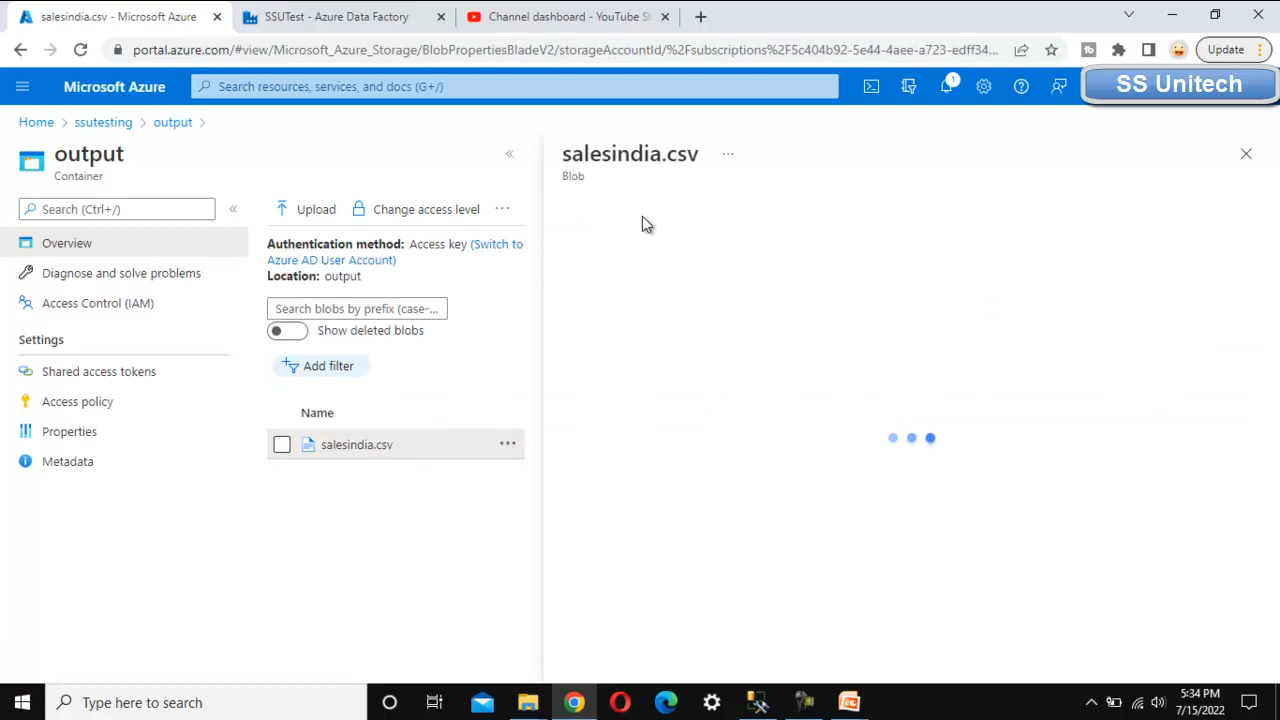 salesindia.csv - Microsoft Azure
SSUTest - Azure Data Factory
Channel dashboard - YouTube St
portal.azure.com/#view/Microsoft_Azure_Storage/BlobPropertiesBladeV2/storageAccountId/%2Fsubscriptions%2F5c404b92-5e44-4aee-a723-edff34...
Update
Microsoft Azure
Search resources, services, and docs (G+/)
1
SS Unitech
Home > ssutesting > output >
output
Container
Search (Ctrl+/)
Overview
Diagnose and solve problems
Access Control (IAM)
Settings
Shared access tokens
Access policy
Properties
Metadata
Upload
Change access level
Authentication method: Access key (Switch to
Azure AD User Account)
Location: output
Search blobs by prefix (case-...
Show deleted blobs
Add filter
Name
salesindia.csv
salesindia.csv
Blob
Type here to search
5:34 PM
7/15/2022